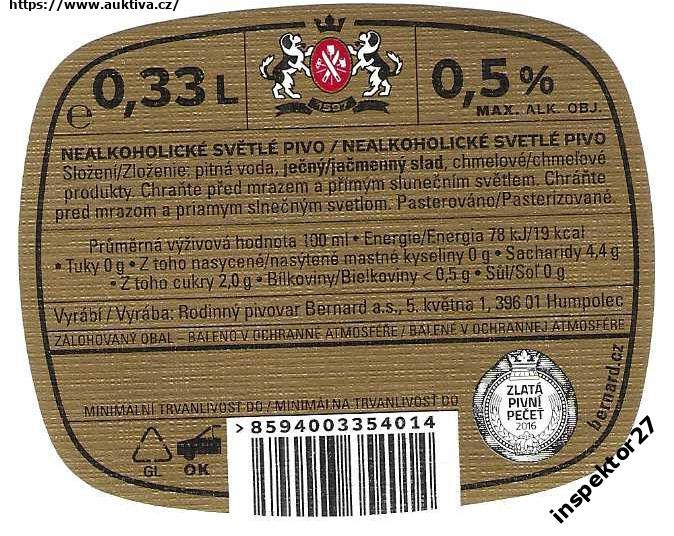 https://www.auktiva.cz/
℮ 0,33 L
1597
0,5 %
MAX. ALK. OBJ.
NEALKOHOLICKÉ SVĚTLÉ PIVO / NEALKOHOLICKÉ SVETLÉ PIVO
Složení/Zloženie: pitná voda, ječný/jačmenný slad, chmelové/chmeľové
produkty. Chraňte před mrazem a přímým slunečním světlem. Chráňte
pred mrazom a priamym slnečným svetlom. Pasterováno/Pasterizované.
Průměrná výživová hodnota 100 ml • Energie/Energia 78 kJ/19 kcal
• Tuky 0 g • Z toho nasycené/nasýtené mastné kyseliny 0 g • Sacharidy 4,4 g
• Z toho cukry 2,0 g • Bílkoviny/Bielkoviny < 0,5 g • Sůl/Soľ 0 g
Vyrábí / Vyrába: Rodinný pivovar Bernard a.s., 5. května 1, 396 01 Humpolec
ZÁLOHOVANÝ OBAL – BALENO V OCHRANNÉ ATMOSFÉŘE / BALENÉ V OCHRANNEJ ATMOSFÉRE
bernard.cz
ZLATÁ
PIVNÍ
PEČEŤ
2016
MINIMÁLNÍ TRVANLIVOST DO / MINIMÁLNA TRVANLIVOSŤ DO
GL
OK
>8594003354014
inspektor27